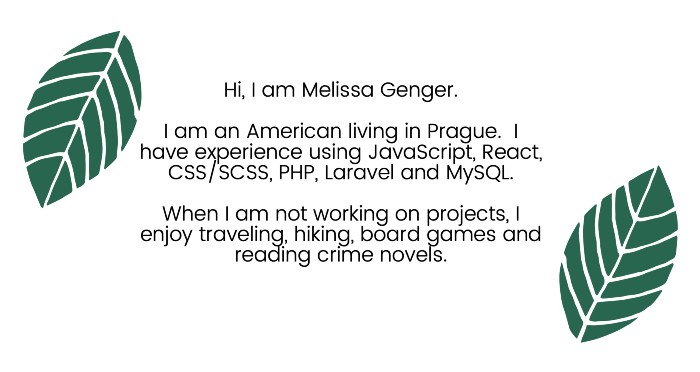 Hi, I am Melissa Genger.
I am an American living in Prague. I
have experience using JavaScript, React,
CSS/SCSS, PHP, Laravel and MySQL.
When I am not working on projects, I
enjoy traveling, hiking, board games and
reading crime novels.